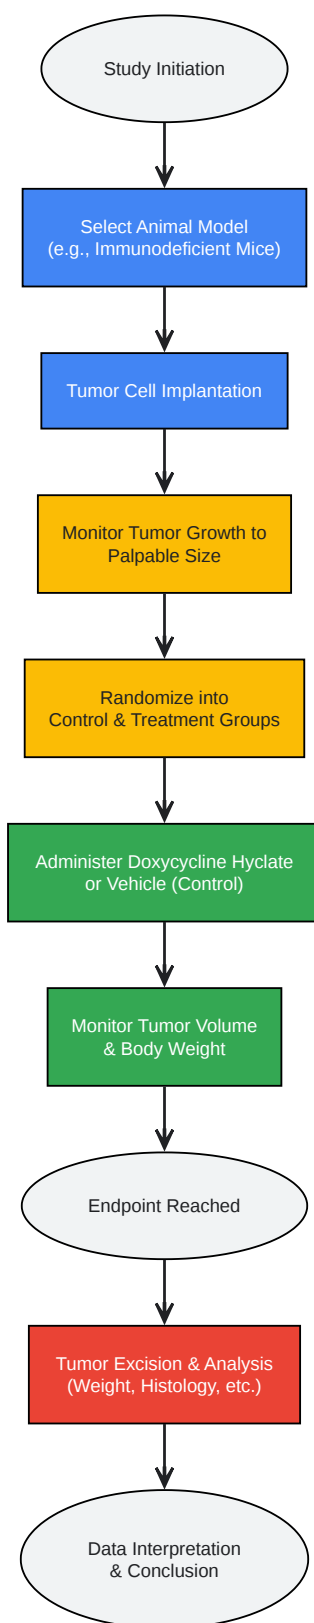 Study Initiation
Select Animal Model
(e.g., Immunodeficient Mice)
Tumor Cell Implantation
Monitor Tumor Growth to
Palpable Size
Randomize into
Control & Treatment Groups
Administer Doxycycline Hyclate
or Vehicle (Control)
Monitor Tumor Volume
& Body Weight
Endpoint Reached
Tumor Excision & Analysis
(Weight, Histology, etc.)
Data Interpretation
& Conclusion